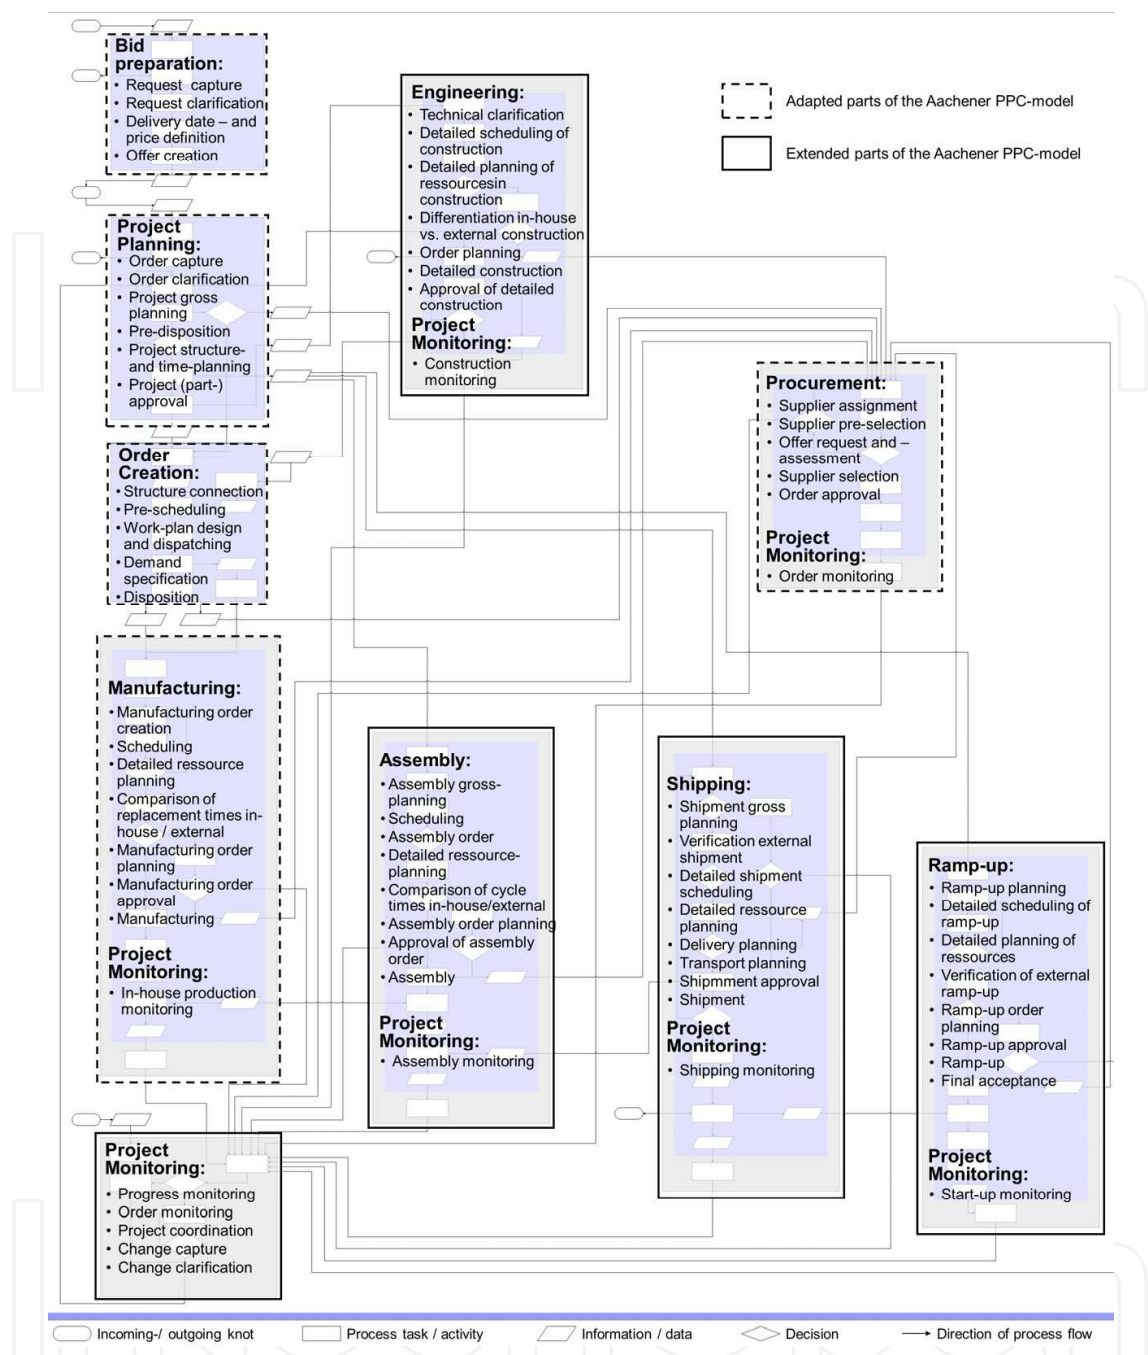 Bid
preparation:
• Request capture
• Request clarification
• Delivery date – and
price definition
• Offer creation
Project
Planning:
• Order capture
• Order clarification
• Project gross
planning
• Pre-disposition
• Project structure-
and time-planning
• Project (part-)
approval
Order
Creation:
• Structure connection
• Pre-scheduling
• Work-plan design
and dispatching
• Demand
specification
• Disposition
Manufacturing:
• Manufacturing order
creation
• Scheduling
• Detailed ressource
planning
• Comparison of
replacement times in-
house / external
• Manufacturing order
planning
• Manufacturing order
approval
• Manufacturing
Project
Monitoring:
• In-house production
monitoring
Project
Monitoring:
• Progress monitoring
• Order monitoring
• Project coordination
• Change capture
• Change clarification
Engineering:
• Technical clarification
• Detailed scheduling of
construction
• Detailed planning of
ressourcesin
construction
• Differentiation in-house
vs. external construction
• Order planning
• Detailed construction
• Approval of detailed
construction
Project
Monitoring:
• Construction
monitoring
Assembly:
• Assembly gross-
planning
• Scheduling
• Assembly order
• Detailed ressource-
planning
• Comparison of cycle
times in-house/external
• Assembly order planning
• Approval of assembly
order
• Assembly
Project
Monitoring:
• Assembly monitoring
Adapted parts of the Aachener PPC-model
Extended parts of the Aachener PPC-model
Procurement:
• Supplier assignment
• Supplier pre-selection
• Offer request and –
assessment
• Supplier selection
• Order approval
Project
Monitoring:
• Order monitoring
Shipping:
• Shipment gross
planning
• Verification external
shipment
• Detailed shipment
scheduling
• Detailed ressource
planning
• Delivery planning
• Transport planning
• Shipmment approval
• Shipment
Project
Monitoring:
• Shipping monitoring
Ramp-up:
• Ramp-up planning
• Detailed scheduling of
ramp-up
• Detailed planning of
ressources
• Verification of external
ramp-up
• Ramp-up order
planning
• Ramp-up approval
• Ramp-up
• Final acceptance
Project
Monitoring:
• Start-up monitoring
Incoming-/ outgoing knot
Process task / activity
Information / data
Decision
Direction of process flow